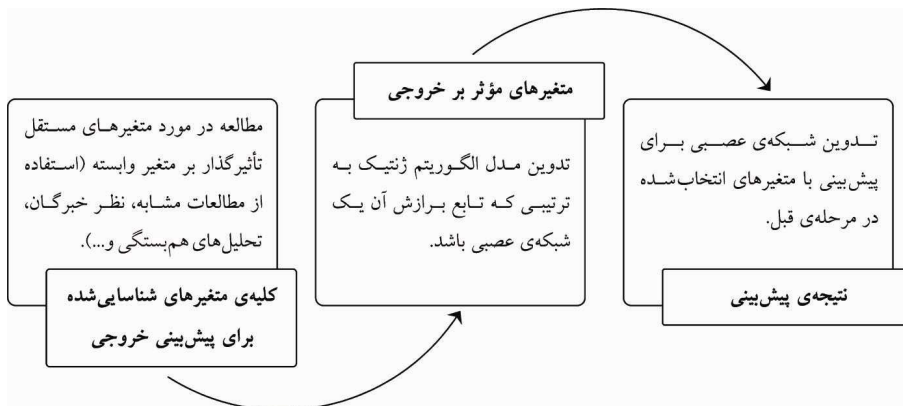 مطالعه در مورد متغیرهای مستقل
تأثیرگذار بر متغیر وابسته (استفاده
از مطالعات مشابه، نظر خبرگان،
تحلیل‌های هم‌بستگی و...).
کلیه‌ی متغیرهای شناسایی‌شده
برای پیش‌بینی خروجی
متغیرهای مؤثر بر خروجی
تدوین مدل الگوریتم ژنتیک به
ترتیبی که تابع برازش آن یک
شبکه‌ی عصبی باشد.
تدوین شبکه‌ی عصبی برای
پیش‌بینی با متغیرهای انتخاب‌شده
در مرحله‌ی قبل.
نتیجه‌ی پیش‌بینی